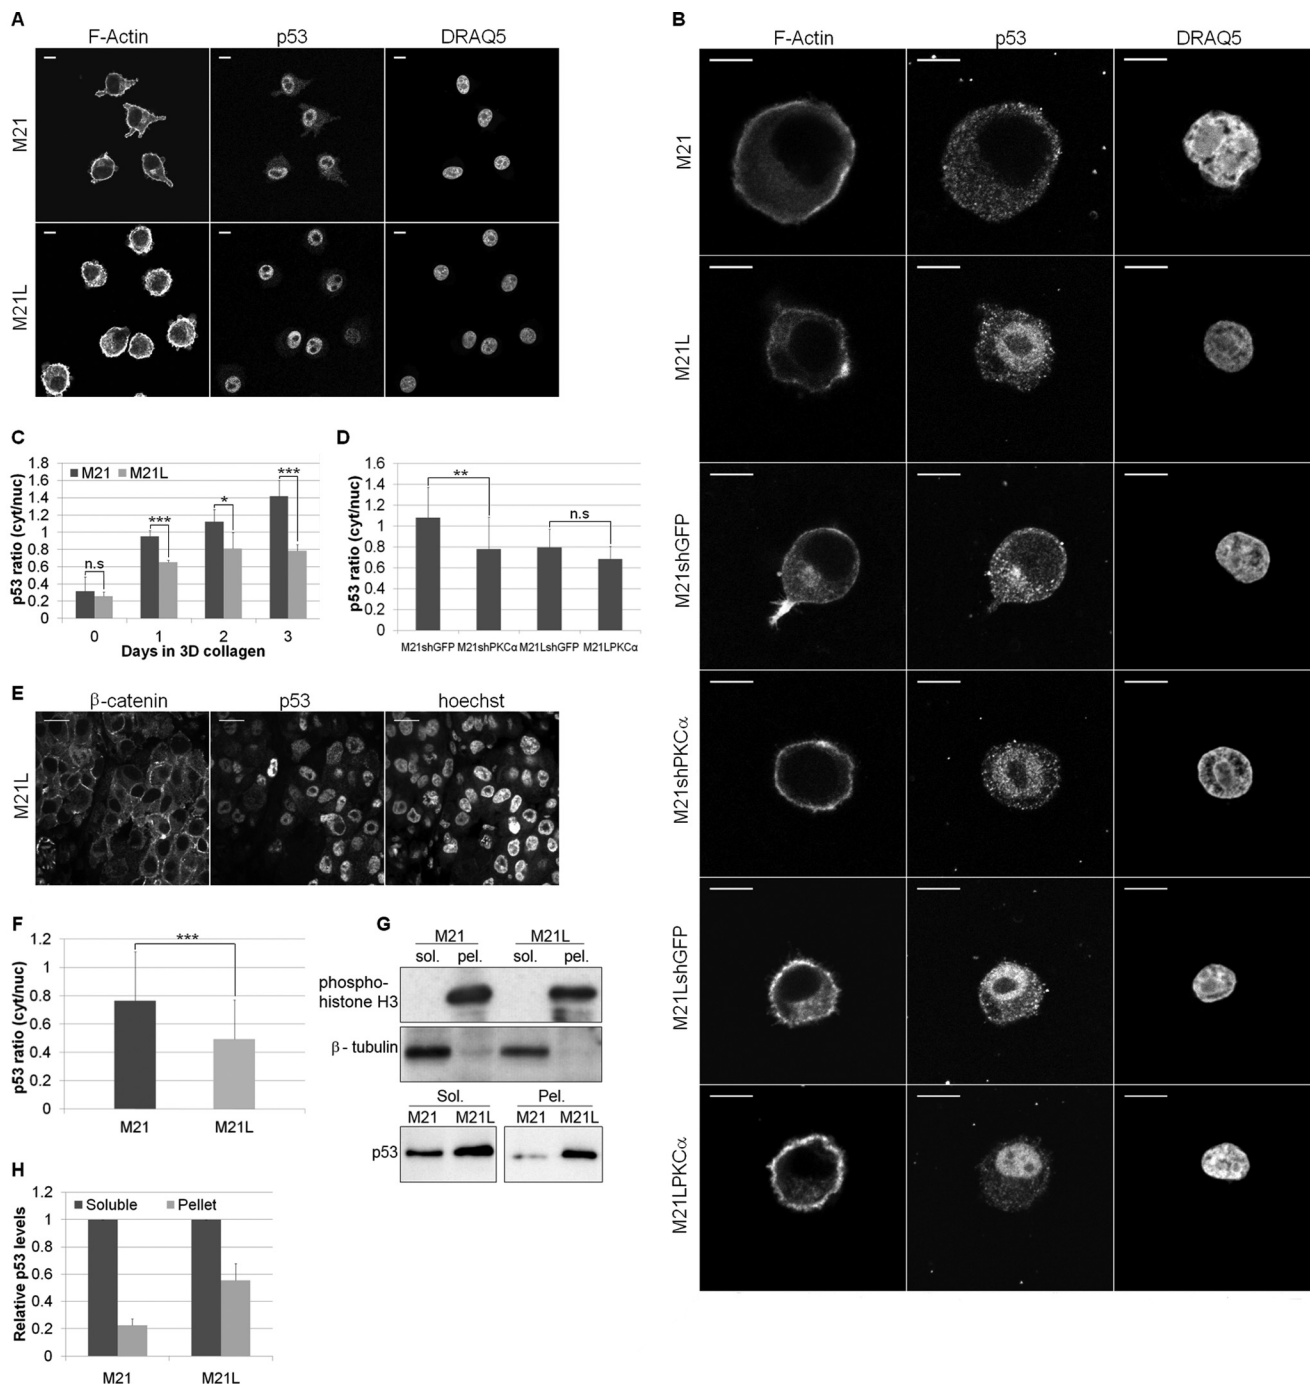 A
F-Actin p53 DRAQ5
M21
M21L
B
F-Actin p53 DRAQ5
M21
M21L
M21shGFP
M21shPKCα
M21LshGFP
M21LPKCα
C
p53 ratio (cyt/nuc)
1.8
1.6
1.4
1.2
1
0.8
0.6
0.4
0.2
0
M21 M21L
n.s
***
*
***
0 1 2 3
Days in 3D collagen
D
p53 ratio (cyt/nuc)
1.6
1.4
1.2
1
0.8
0.6
0.4
0.2
0
**
n.s
M21shGFP M21shPKCα M21LshGFP M21LPKCα
E
β-catenin p53 hoechst
M21L
F
p53 ratio (cyt/nuc)
1.2
1
0.8
0.6
0.4
0.2
0
***
M21 M21L
G
M21 M21L
sol. pel. sol. pel.
phospho-
histone H3
β- tubulin
Sol. Pel.
M21 M21L M21 M21L
p53
H
Relative p53 levels
1.2
1
0.8
0.6
0.4
0.2
0
Soluble Pellet
M21 M21L